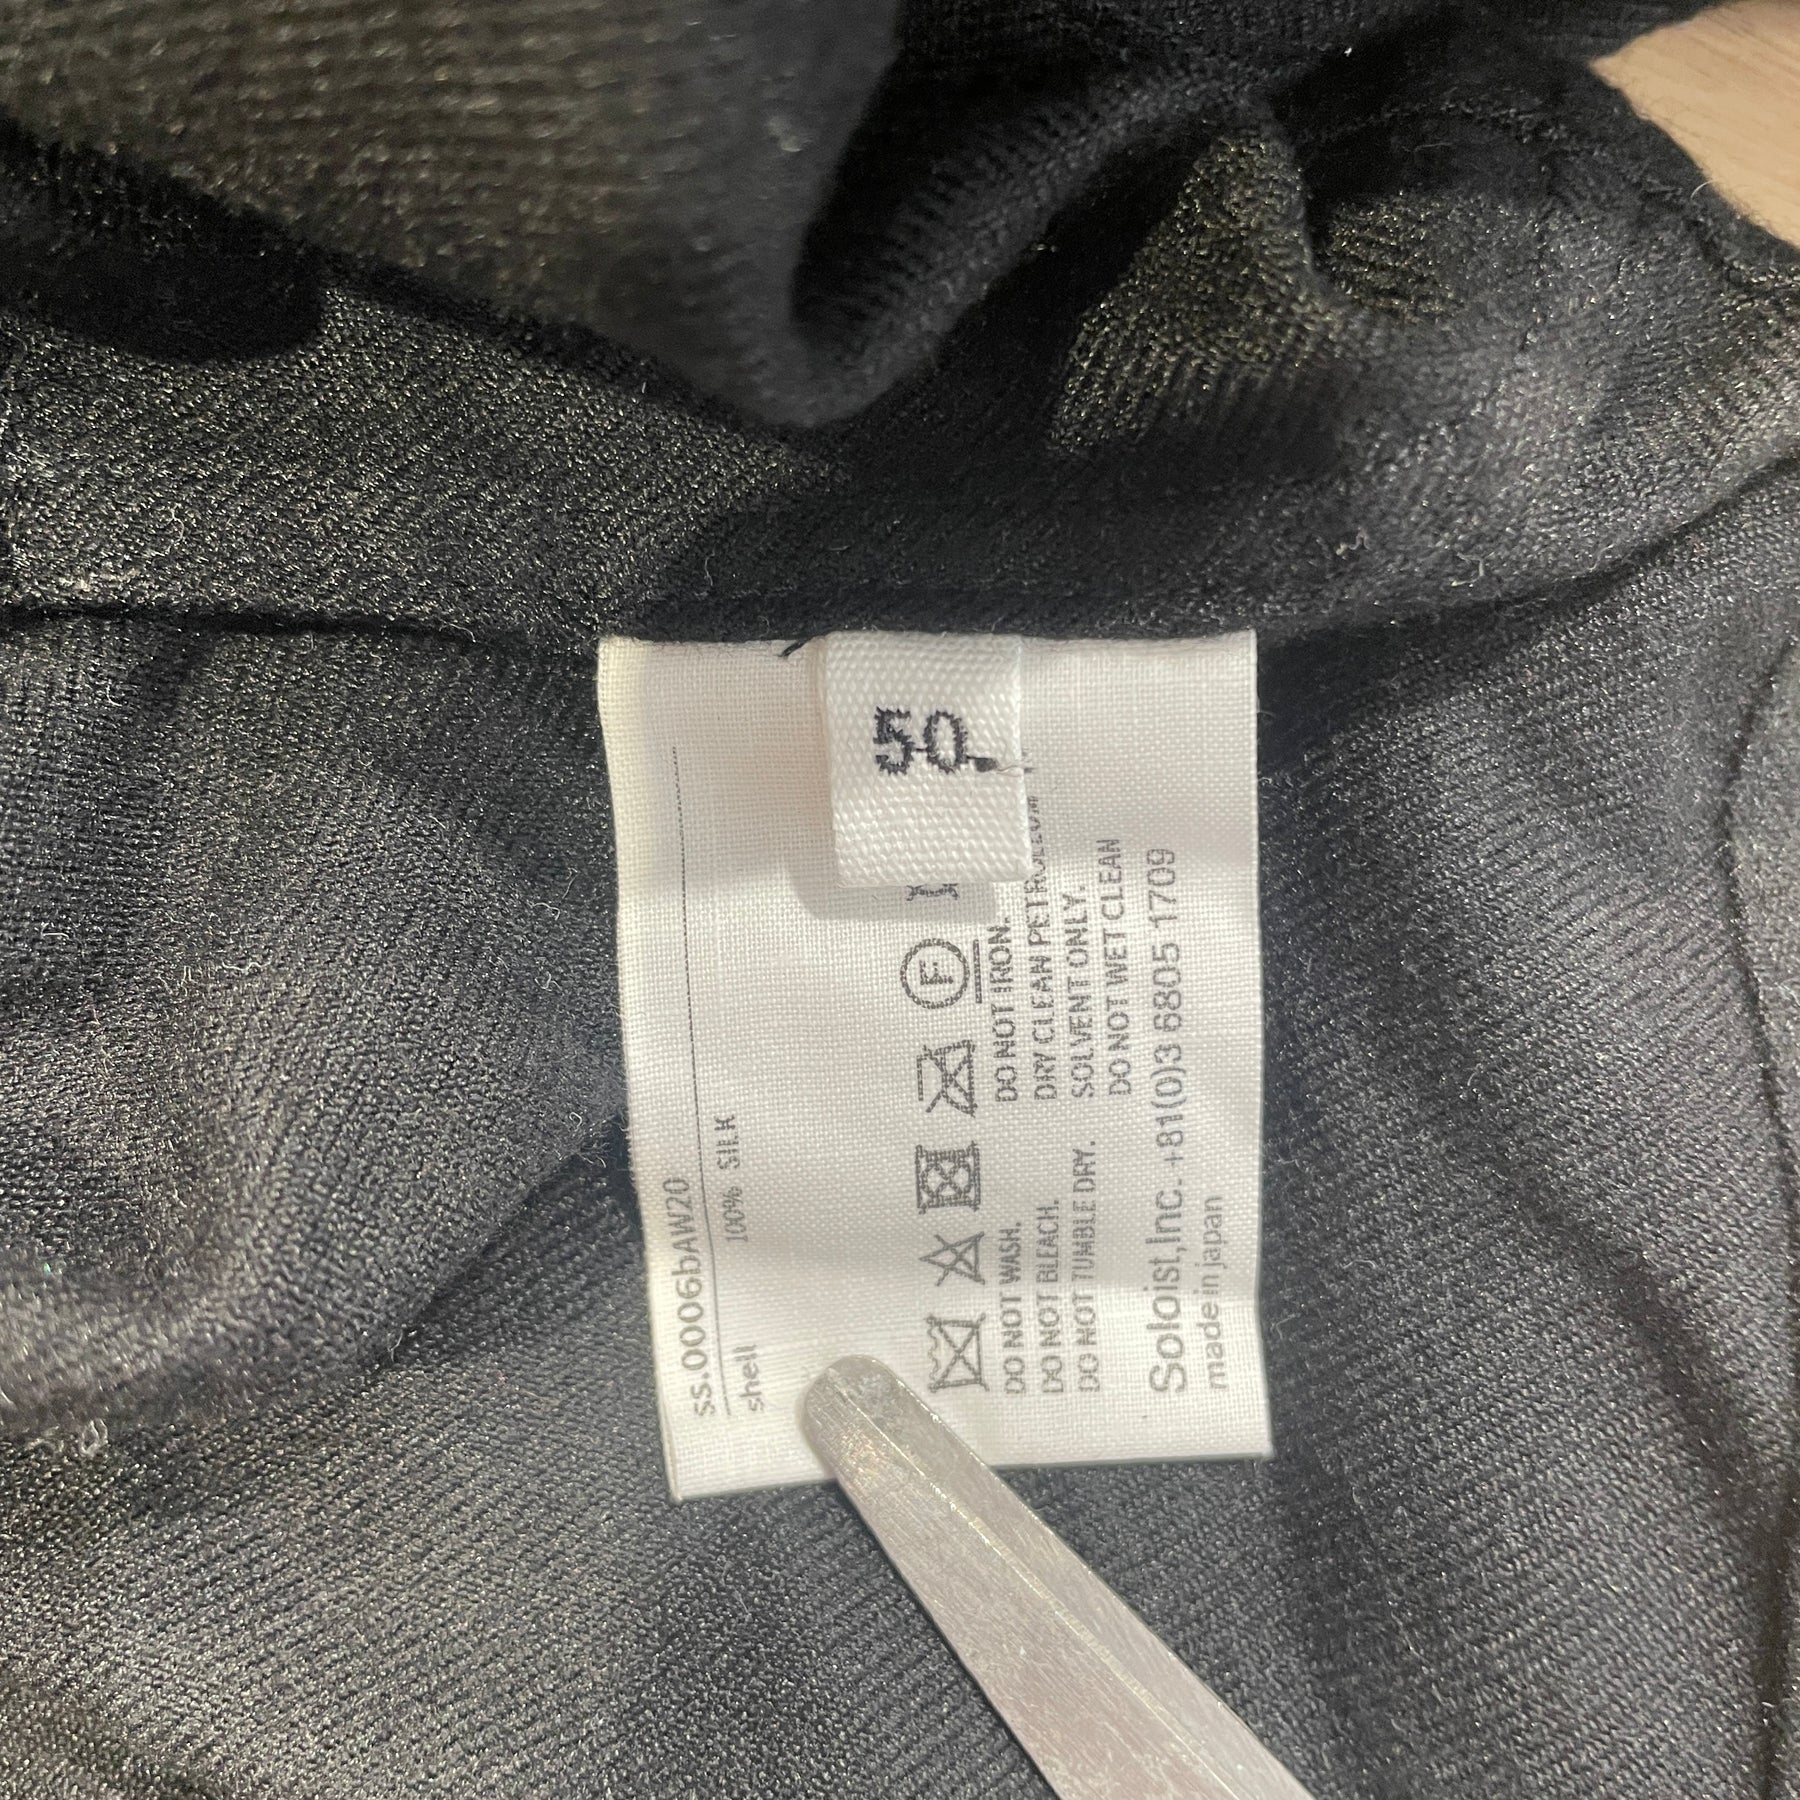 50
ss.0006bAW20
shell 100% SILK
F
DO NOT WASH. DO NOT IRON.
DO NOT BLEACH. DRY CLEAN PETROLEUM
DO NOT TUMBLE DRY. SOLVENT ONLY.
DO NOT WET CLEAN
Soloist,Inc. +81(0)3 6805 1709
made in japan